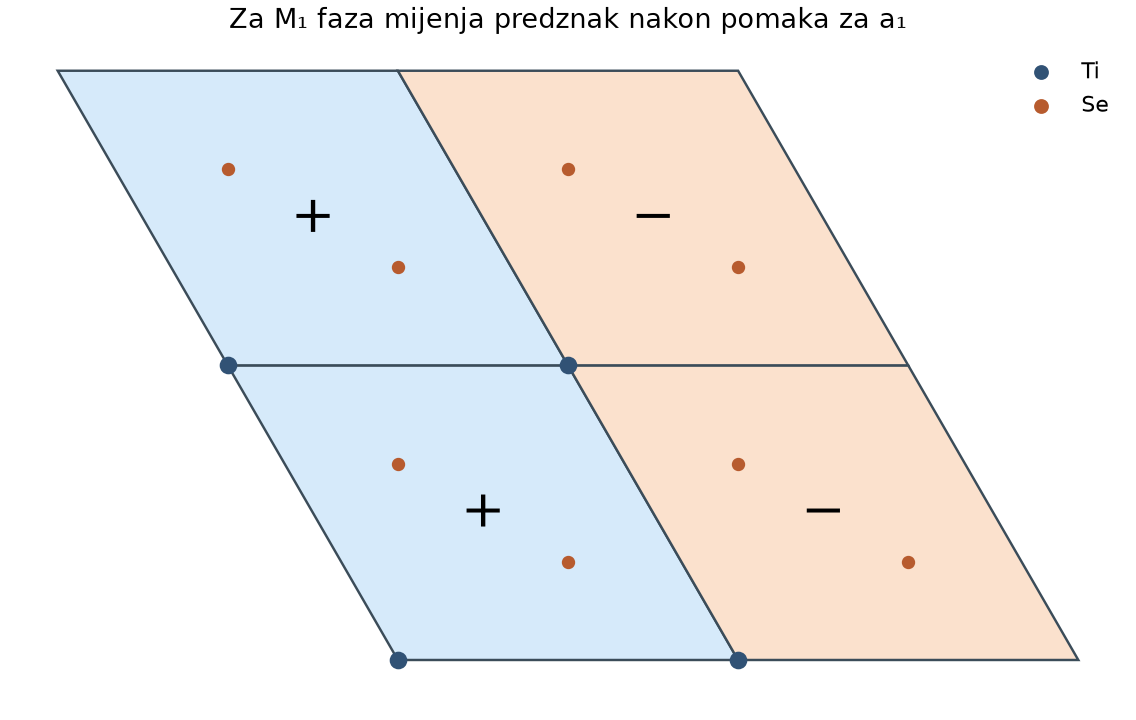 Za M₁ faza mijenja predznak nakon pomaka za a₁
Ti
Se
+ −
+ −